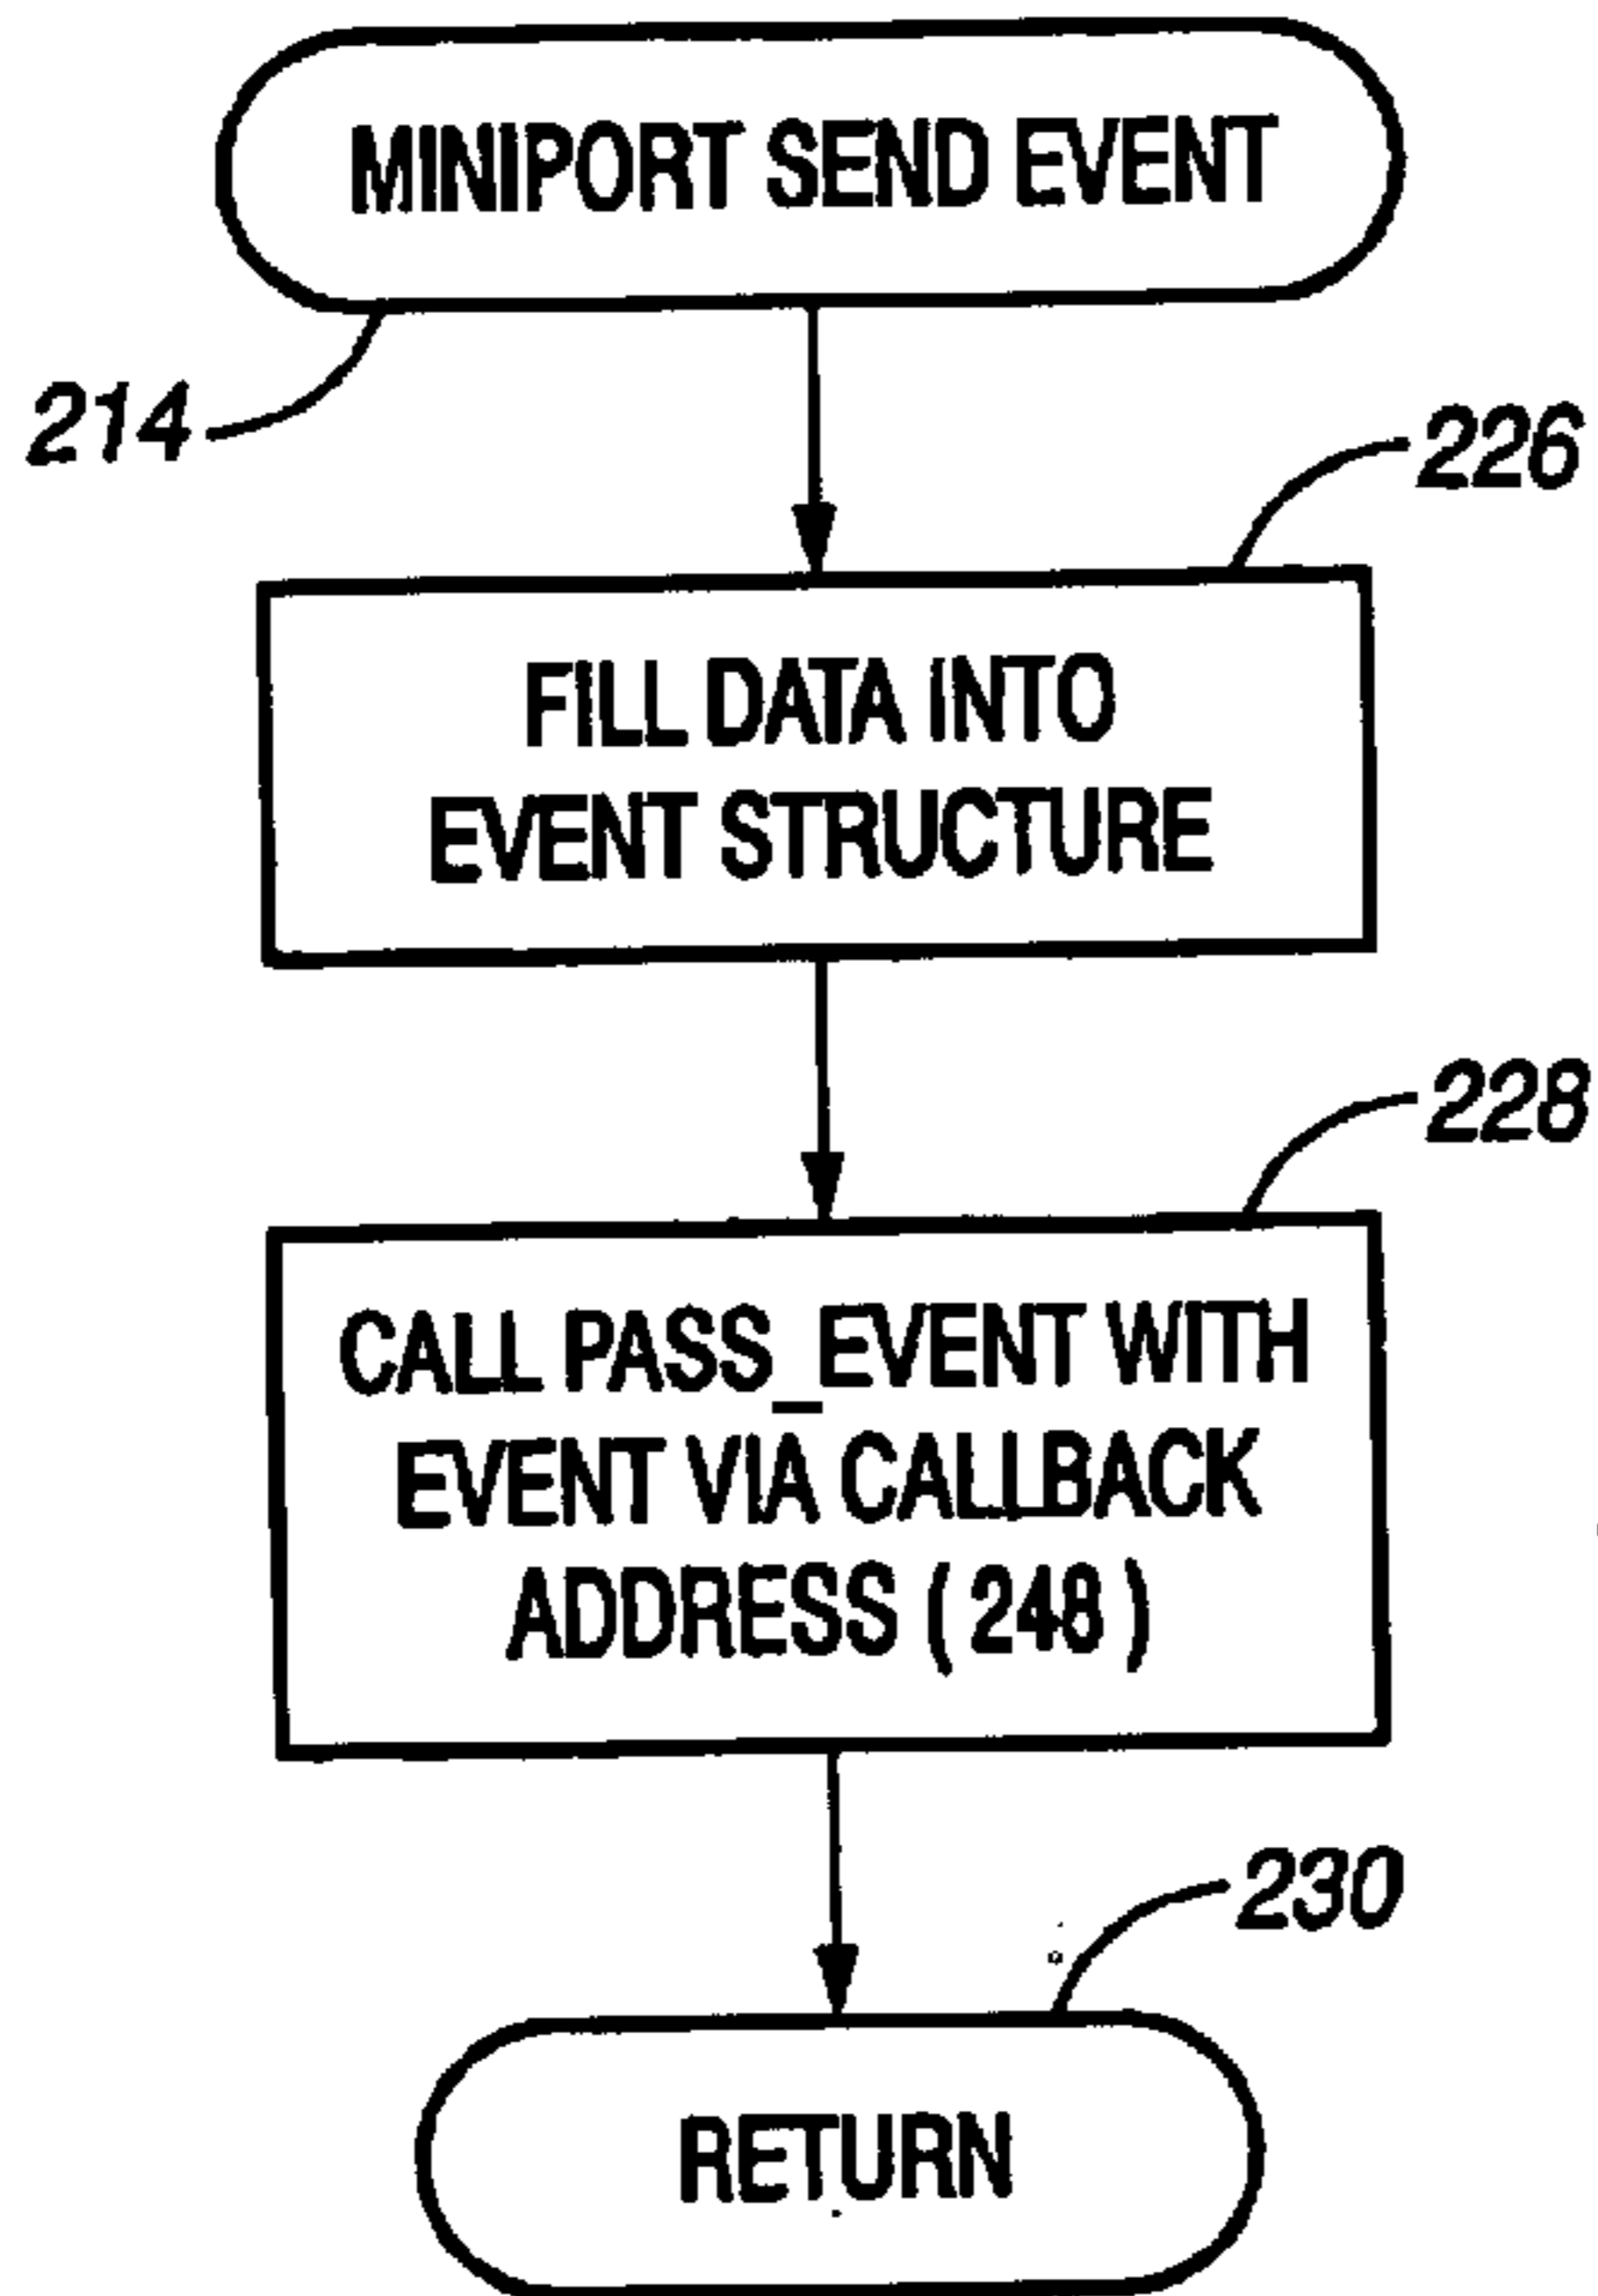 MINIPORT SEND EVENT
214
226
FILL DATA INTO
EVENT STRUCTURE
228
CALL PASS_EVENT WITH
EVENT VIA CALLBACK
ADDRESS (248)
230
RETURN